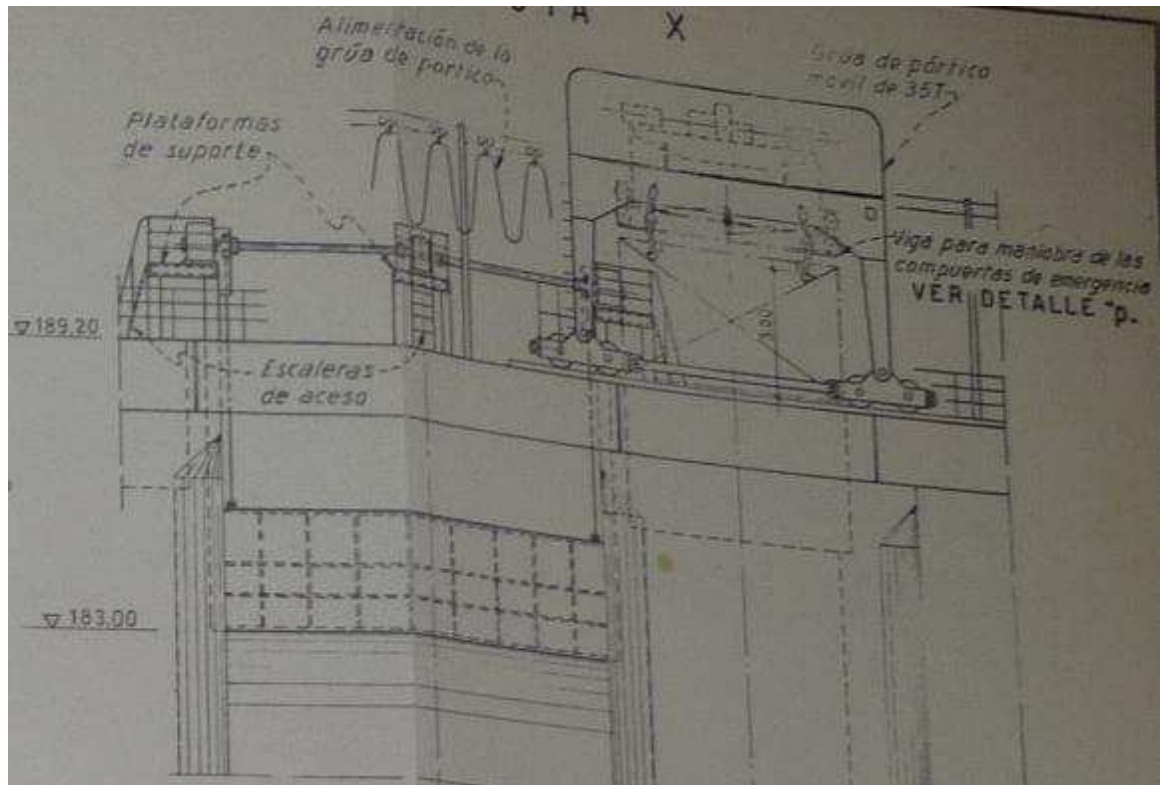 X
Alimentación de la
grúa de portico
Grúa de pórtico
movil de 35T
Plataformas
de suporte
Viga para maniobra de las
compuertas de emergencia
VER DETALLE "p.
▽ 189,20
Escaleras
de aceso
▽ 183,00